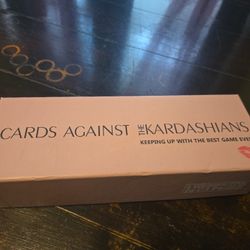 CARDS AGAINST THE KARDASHIANS
KEEPING UP WITH THE BEST GAME EVER